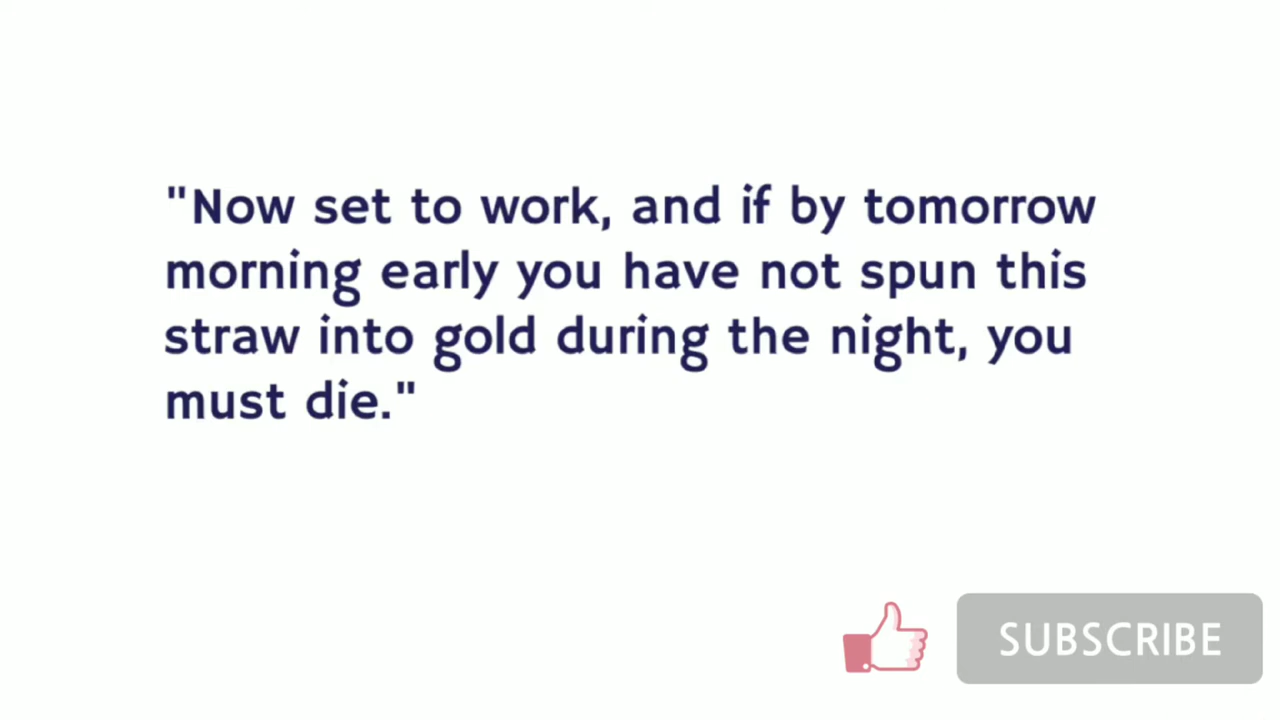 "Now set to work, and if by tomorrow
morning early you have not spun this
straw into gold during the night, you
must die."
SUBSCRIBE